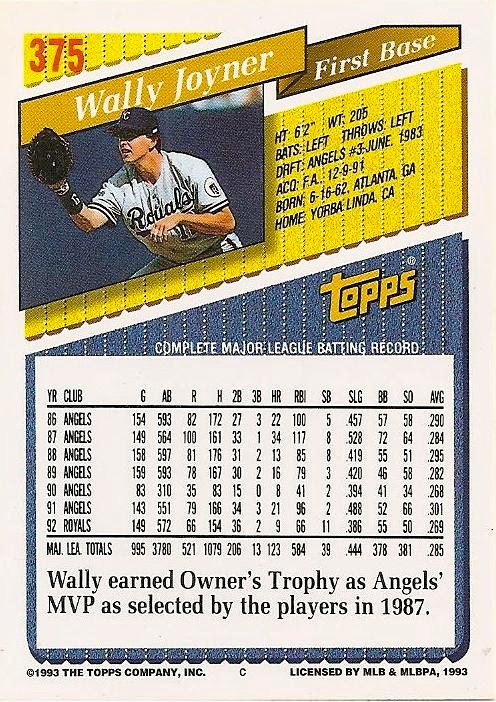 375
Wally Joyner
First Base
HT: 6'2" WT: 205
BATS: LEFT THROWS: LEFT
DRFT: ANGELS #3-JUNE, 1983
ACQ: F.A., 12-9-91
BORN: 6-16-62, ATLANTA, GA
HOME: YORBA LINDA, CA
Royals
topps®
COMPLETE MAJOR LEAGUE BATTING RECORD
YR CLUB G AB R H 2B 3B HR RBI SB SLG BB SO AVG
86 ANGELS 154 593 82 172 27 3 22 100 5 .457 57 58 .290
87 ANGELS 149 564 100 161 33 1 34 117 8 .528 72 64 .284
88 ANGELS 158 597 81 176 31 2 13 85 8 .419 55 51 .295
89 ANGELS 159 593 78 167 30 2 16 79 3 .420 46 58 .282
90 ANGELS 83 310 35 83 15 0 8 41 2 .394 41 34 .268
91 ANGELS 143 551 79 166 34 3 21 96 2 .488 52 66 .301
92 ROYALS 149 572 66 154 36 2 9 66 11 .386 55 50 .269
MAJ. LEA. TOTALS 995 3780 521 1079 206 13 123 584 39 .444 378 381 .285
Wally earned Owner's Trophy as Angels'
MVP as selected by the players in 1987.
©1993 THE TOPPS COMPANY, INC. C LICENSED BY MLB & MLBPA, 1993